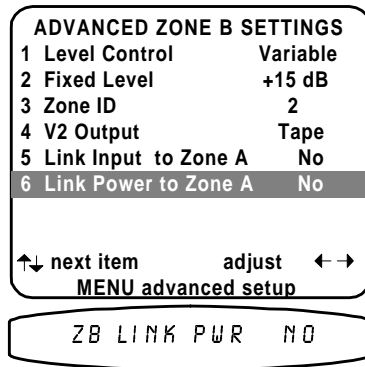 ADVANCED ZONE B SETTINGS
1 Level Control Variable
2 Fixed Level +15 dB
3 Zone ID 2
4 V2 Output Tape
5 Link Input to Zone A No
6 Link Power to Zone A No
↑↓ next item adjust ← →
MENU advanced setup
ZB LINK PWR NO